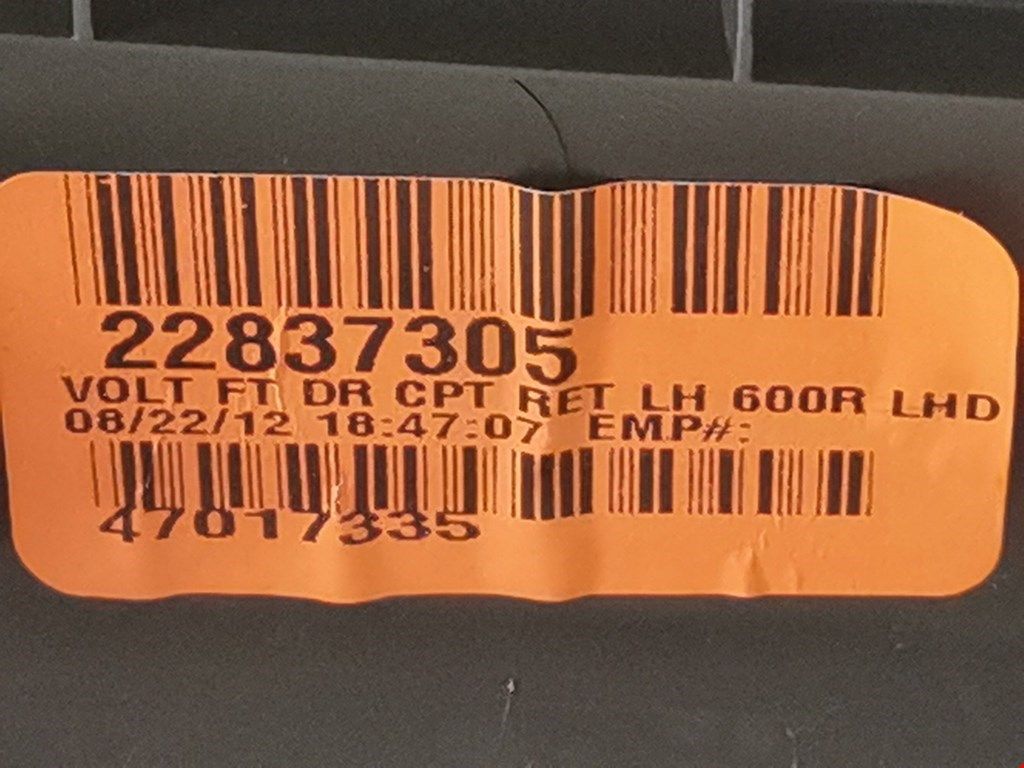 22837305
VOLT FT DR CPT RET LH 600R LHD
08/22/12 18:47:07 EMP#:
47017335